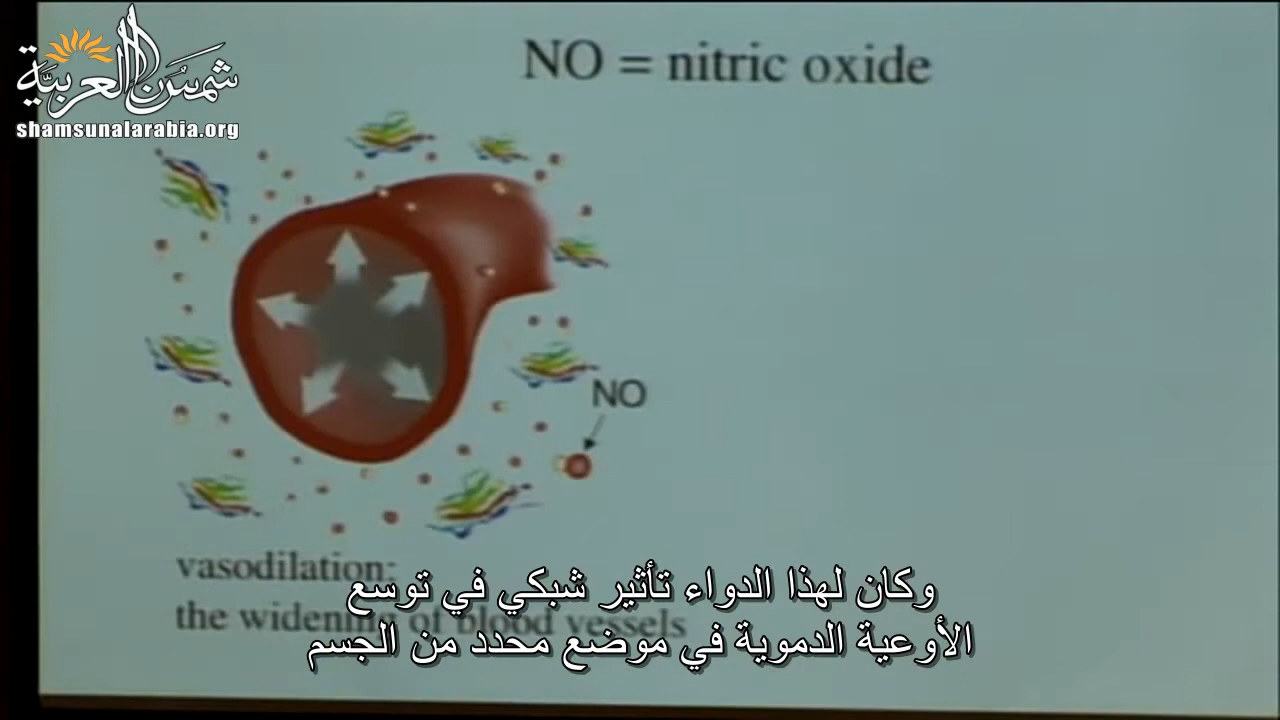 شمس العربية
shamsunalarabia.org
NO = nitric oxide
NO
vasodilation:
the widening of blood vessels
وكان لهذا الدواء تأثير شبكي في توسع
الأوعية الدموية في موضع محدد من الجسم